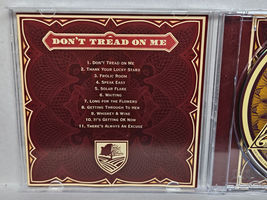 DON'T TREAD ON ME
1. Don't Tread on Me
2. Thank Your Lucky Stars
3. Frolic Room
4. Speak Easy
5. Solar Flare
6. Waiting
7. Long for the Flowers
8. Getting Through to Her
9. Whiskey & Wine
10. It's Getting OK Now
11. There's Always an Excuse